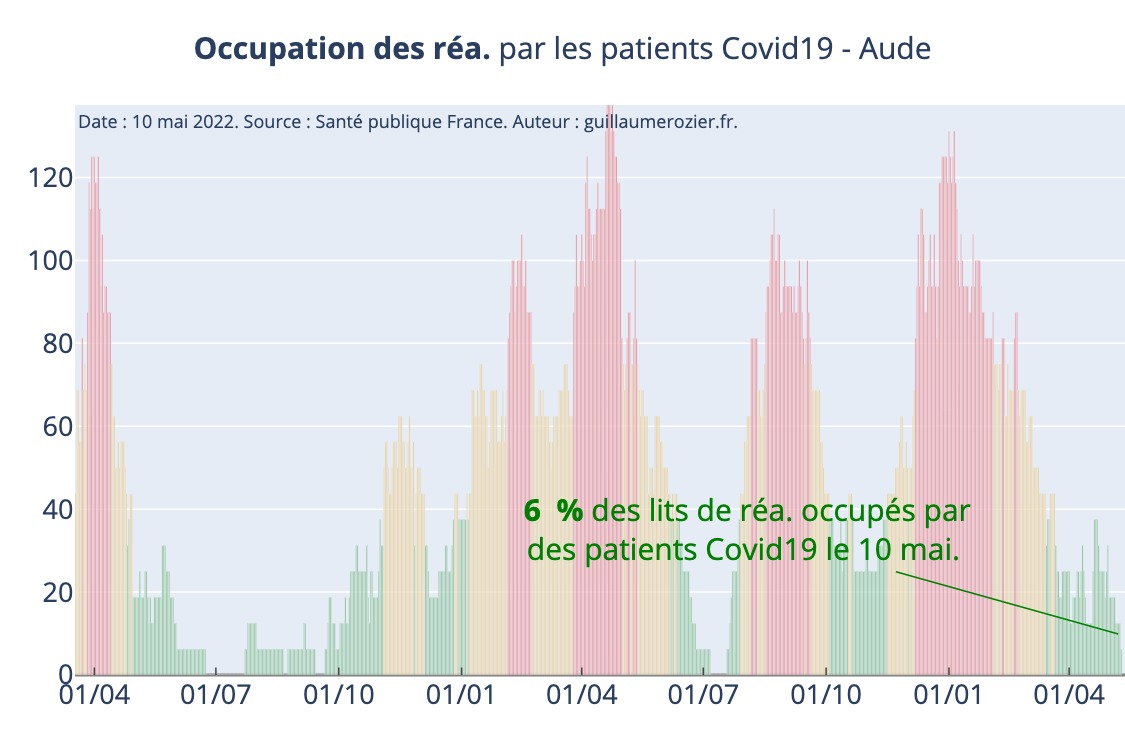 Occupation des réa. par les patients Covid19 - Aude
Date : 10 mai 2022. Source : Santé publique France. Auteur : guillaumerozier.fr.
120
100
80
60
40
20
0
6 % des lits de réa. occupés par
des patients Covid19 le 10 mai.
01/04 01/07 01/10 01/01 01/04 01/07 01/10 01/01 01/04